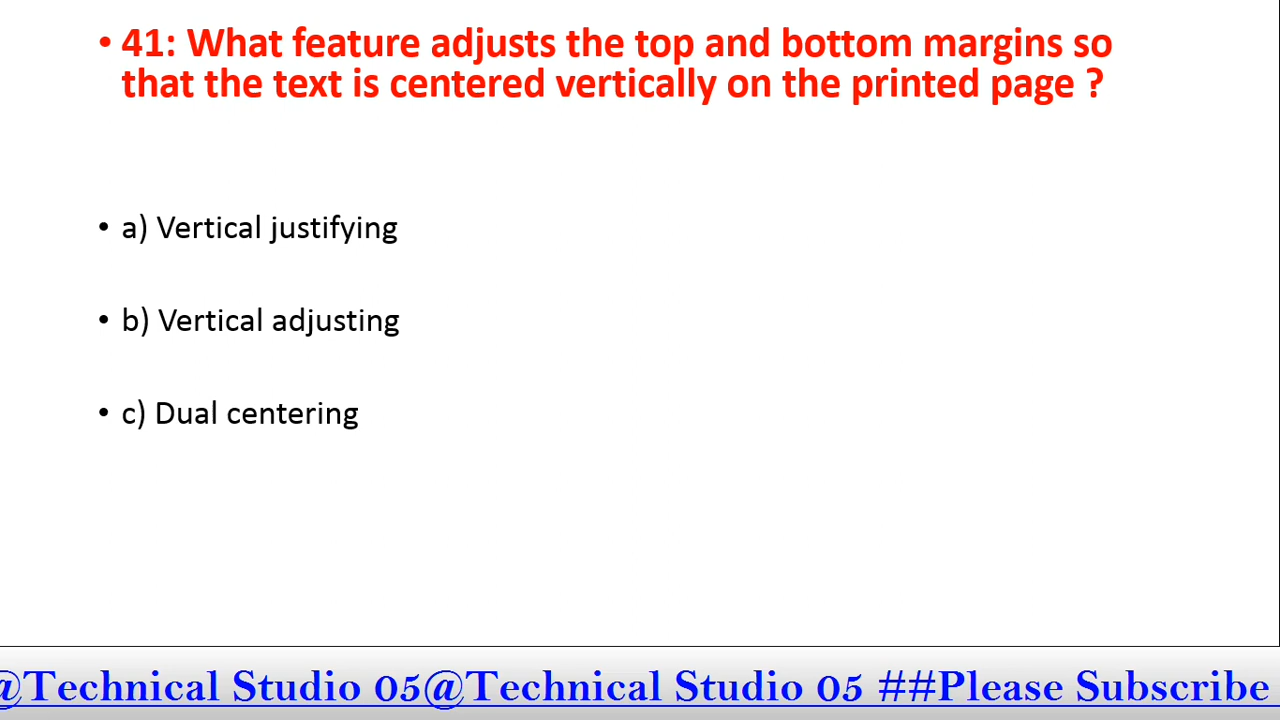 • 41: What feature adjusts the top and bottom margins so
that the text is centered vertically on the printed page ?
• a) Vertical justifying
• b) Vertical adjusting
• c) Dual centering
@Technical Studio 05@Technical Studio 05 ##Please Subscribe